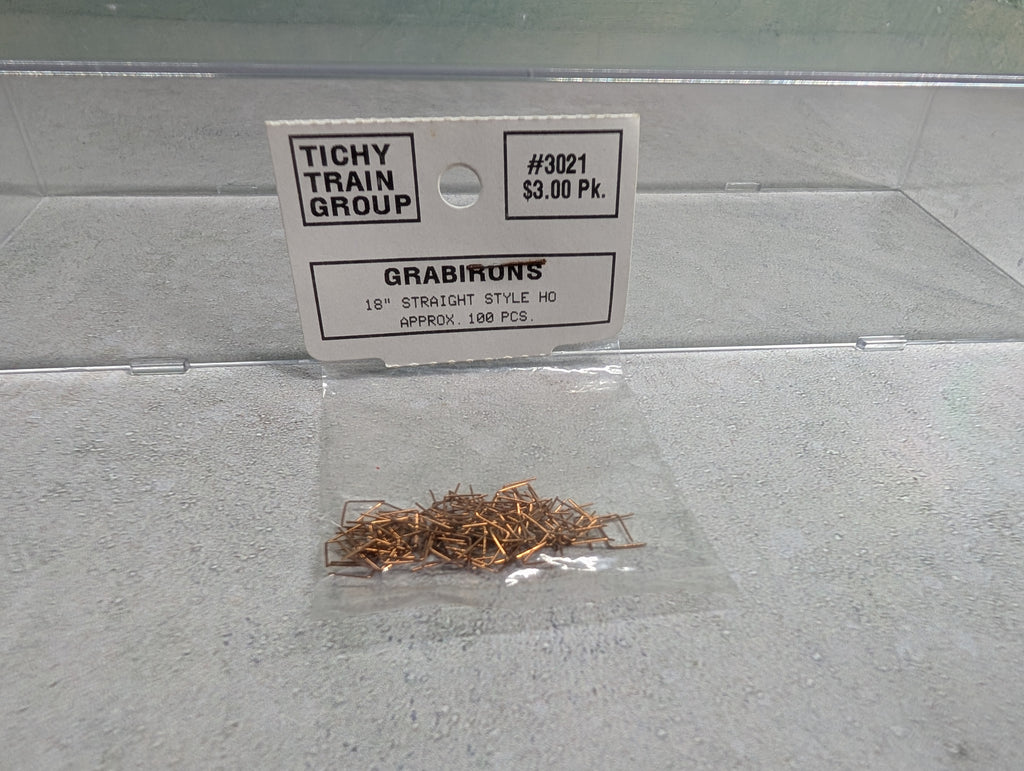 TICHY
TRAIN
GROUP
#3021
$3.00 Pk.
GRABIRONS
18" STRAIGHT STYLE HO
APPROX. 100 PCS.